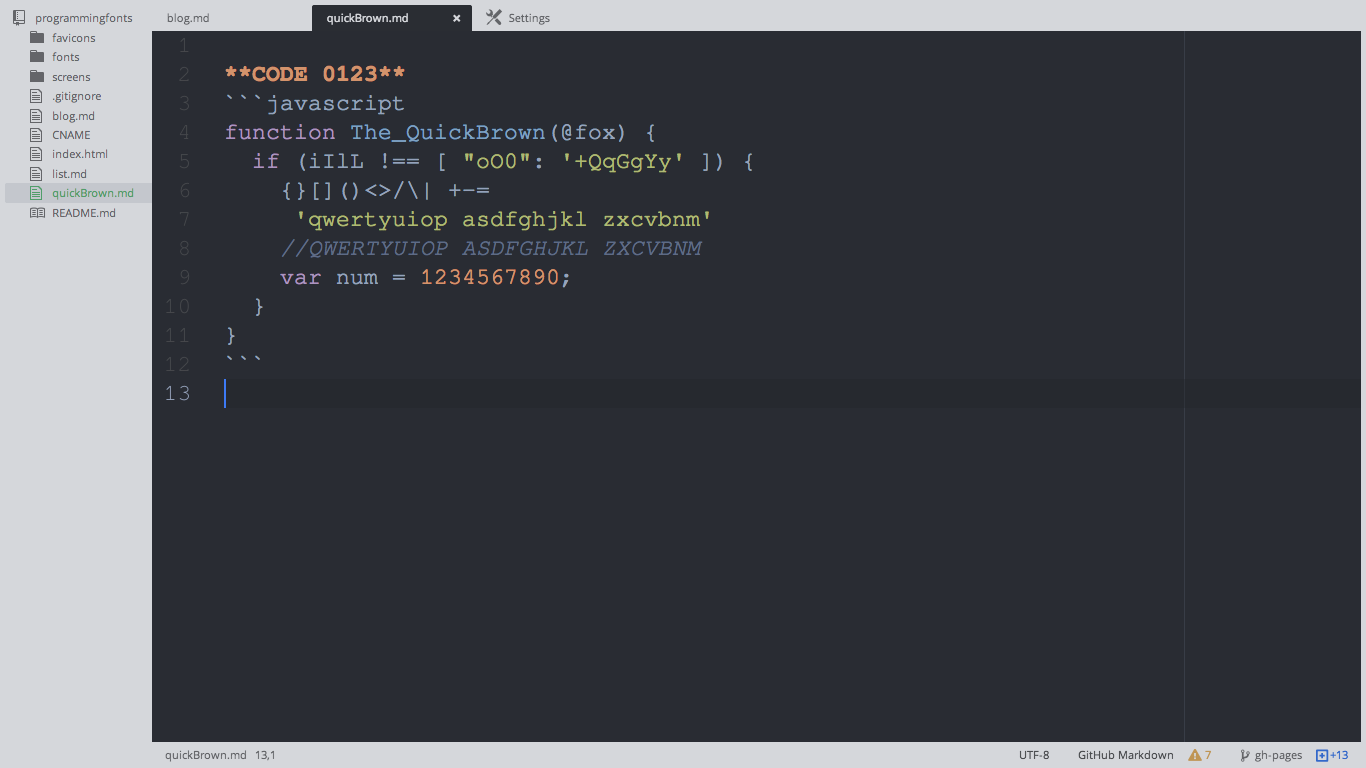 programmingfonts
favicons
fonts
screens
.gitignore
blog.md
CNAME
index.html
list.md
quickBrown.md
README.md
blog.md quickBrown.md × Settings
1
2 **CODE 0123**
3 ```javascript
4 function The_QuickBrown(@fox) {
5   if (iIlL !== [ "oO0": '+QqGgYy' ]) {
6     {}[]()<>/\| +-=
7      'qwertyuiop asdfghjkl zxcvbnm'
8     //QWERTYUIOP ASDFGHJKL ZXCVBNM
9     var num = 1234567890;
10   }
11 }
12 ```
13
quickBrown.md 13,1 UTF-8 GitHub Markdown 7 gh-pages +13